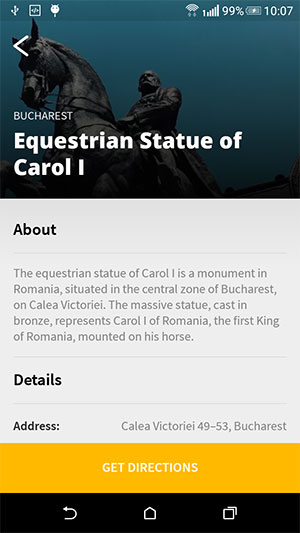 99% 10:07
BUCHAREST
Equestrian Statue of
Carol I
About
The equestrian statue of Carol I is a monument in
Romania, situated in the central zone of Bucharest,
on Calea Victoriei. The massive statue, cast in
bronze, represents Carol I of Romania, the first King
of Romania, mounted on his horse.
Details
Address: Calea Victoriei 49–53, Bucharest
GET DIRECTIONS